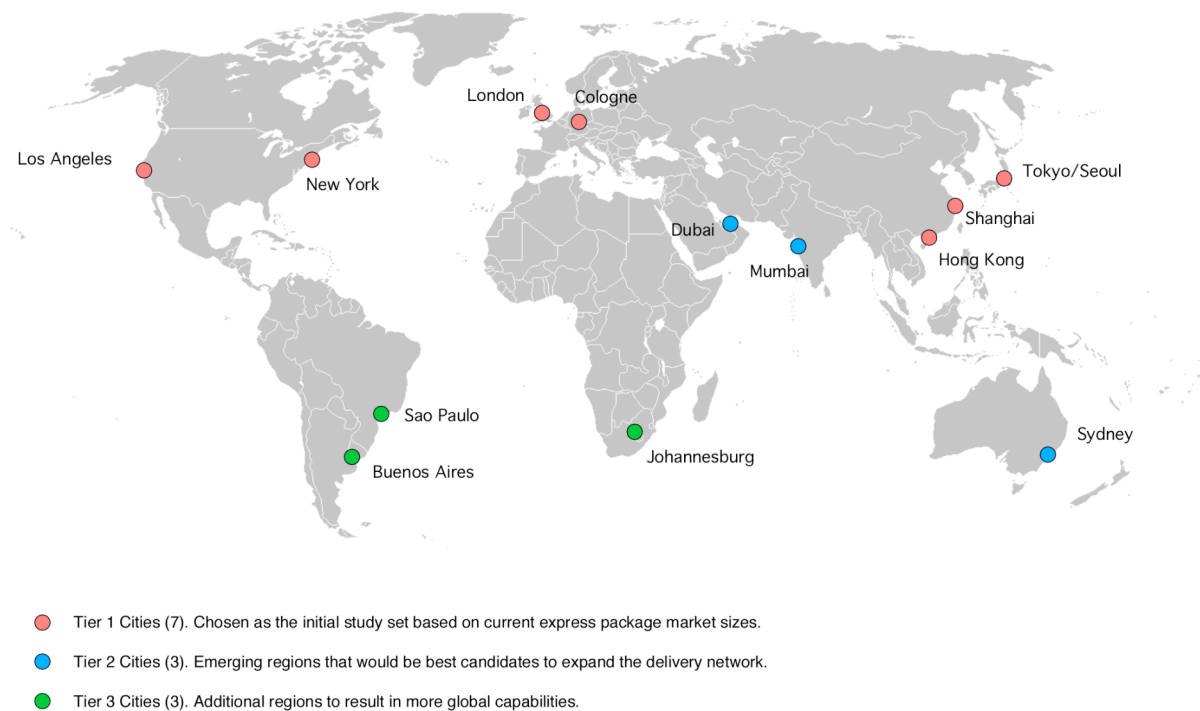 London
Cologne
Los Angeles
New York
Tokyo/Seoul
Shanghai
Dubai
Hong Kong
Mumbai
Sao Paulo
Sydney
Johannesburg
Buenos Aires
Tier 1 Cities (7). Chosen as the initial study set based on current express package market sizes.
Tier 2 Cities (3). Emerging regions that would be best candidates to expand the delivery network.
Tier 3 Cities (3). Additional regions to result in more global capabilities.